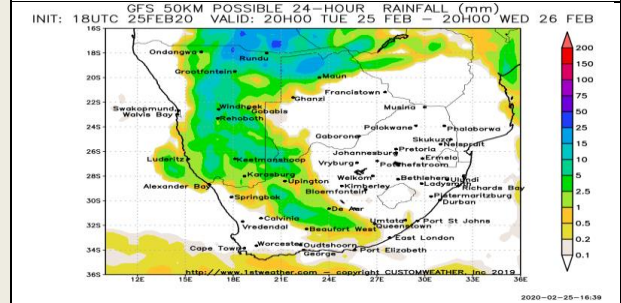 GFS 50KM POSSIBLE 24-HOUR RAINFALL (mm)
INIT: 18UTC 25FEB20 VALID: 20H00 TUE 25 FEB - 20H00 WED 26 FEB
16S
Ondangwa
Rundu
200
18S
150
Grootfontein
100
20S
Maun
75
Francistown
Ghanzi
50
22S
Swakopmund
Windhoek
Gobabis
Musina
25
Walvis Bay
Rehoboth
20
24S
Polokwane
Phalaborwa
15
Gaborone
Skukuza
Pretoria
Nelspruit
26S
Johannesburg
10
Luderitz
Keetmanshoop
Vryburg
Potchefstroom
Ermelo
5
Karasburg
Welkom
Bethlehem
Ulundi
28S
Alexander Bay
Upington
Kimberley
Ladysmith
Richards Bay
2.5
Bloemfontein
Springbok
Pietermaritzburg
1
30S
Durban
De Aar
0.5
Calvinia
Umtata
Port St Johns
32S
Vredendal
Beaufort West
Queenstown
0.2
East London
Cape Town
Worcester
Oudtshoorn
0.1
34S
George
Port Elizabeth
36S
http://www.1stweather.com - copyright CUSTOMWEATHER, Inc 2019
12E 15E 18E 21E 24E 27E 30E 33E 36E
2020-02-25-16:39